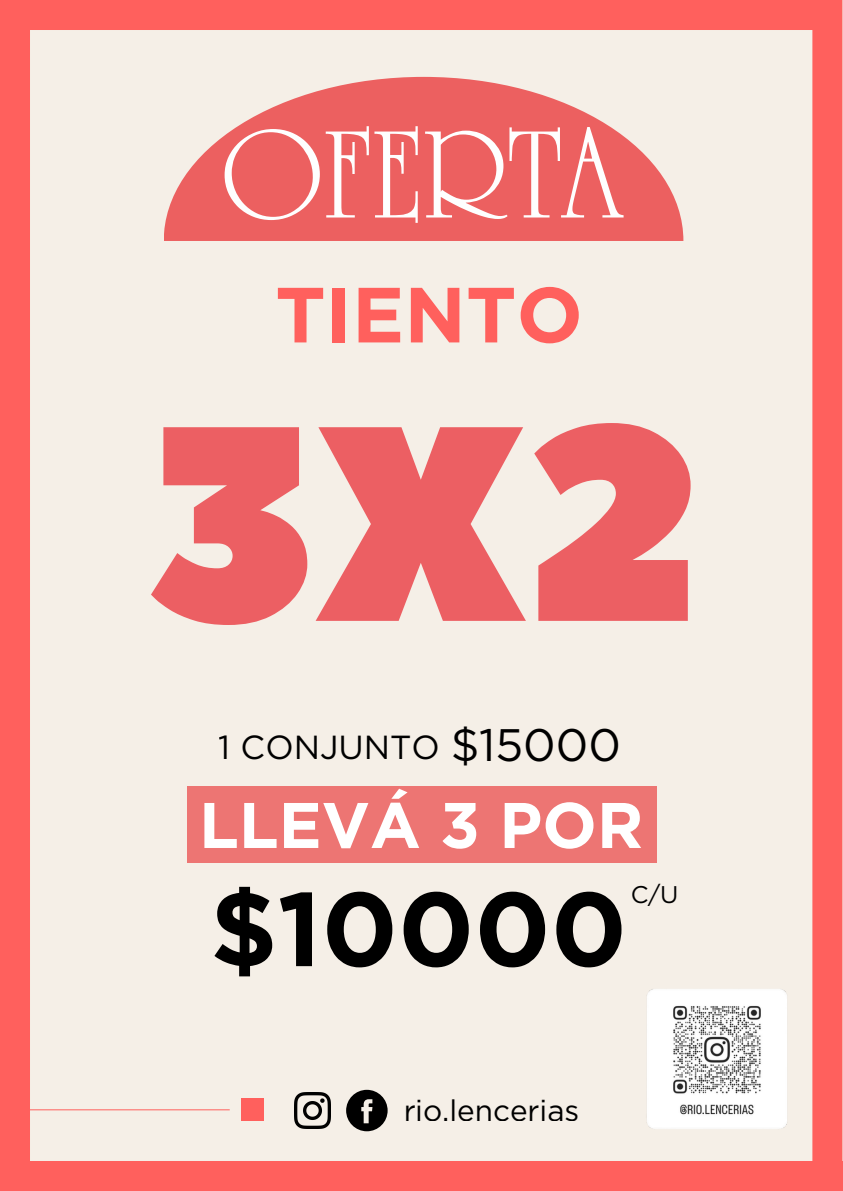 OFERTA
TIENTO
3X2
1 CONJUNTO $15000
LLEVÁ 3 POR
$10000 C/U
@RIO.LENCERIAS
rio.lencerias